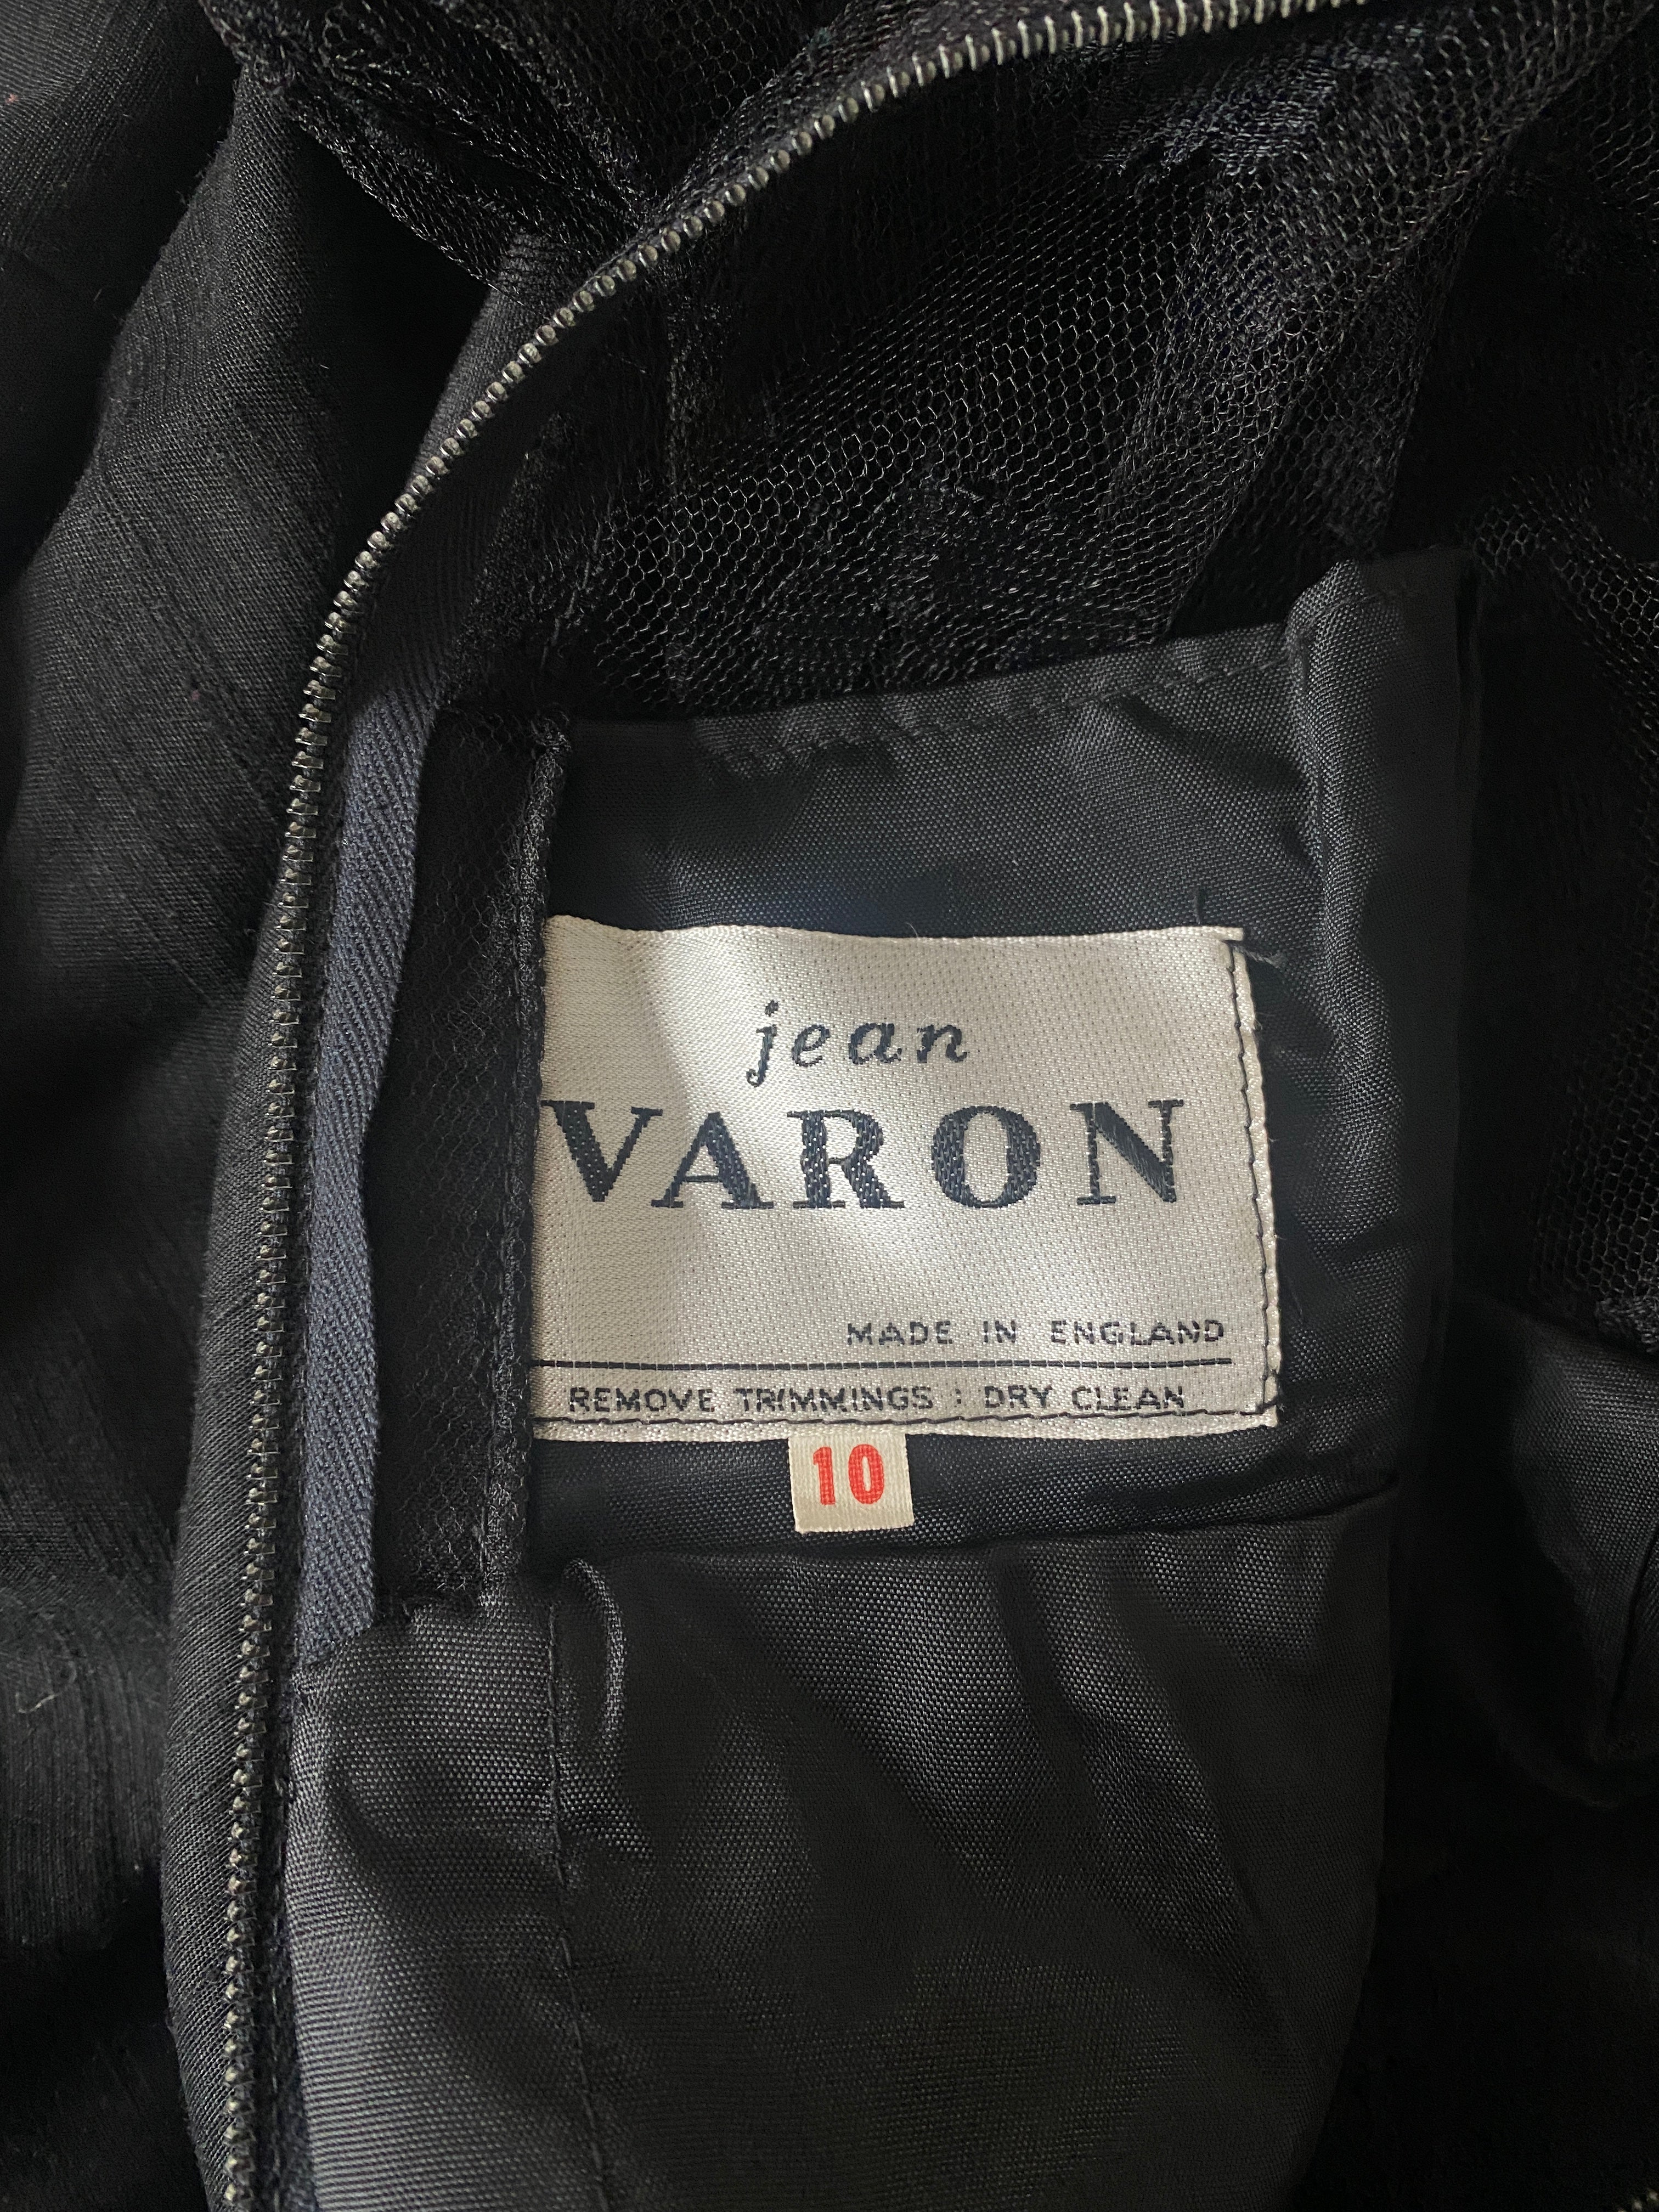 jean
VARON
MADE IN ENGLAND
REMOVE TRIMMINGS : DRY CLEAN
10